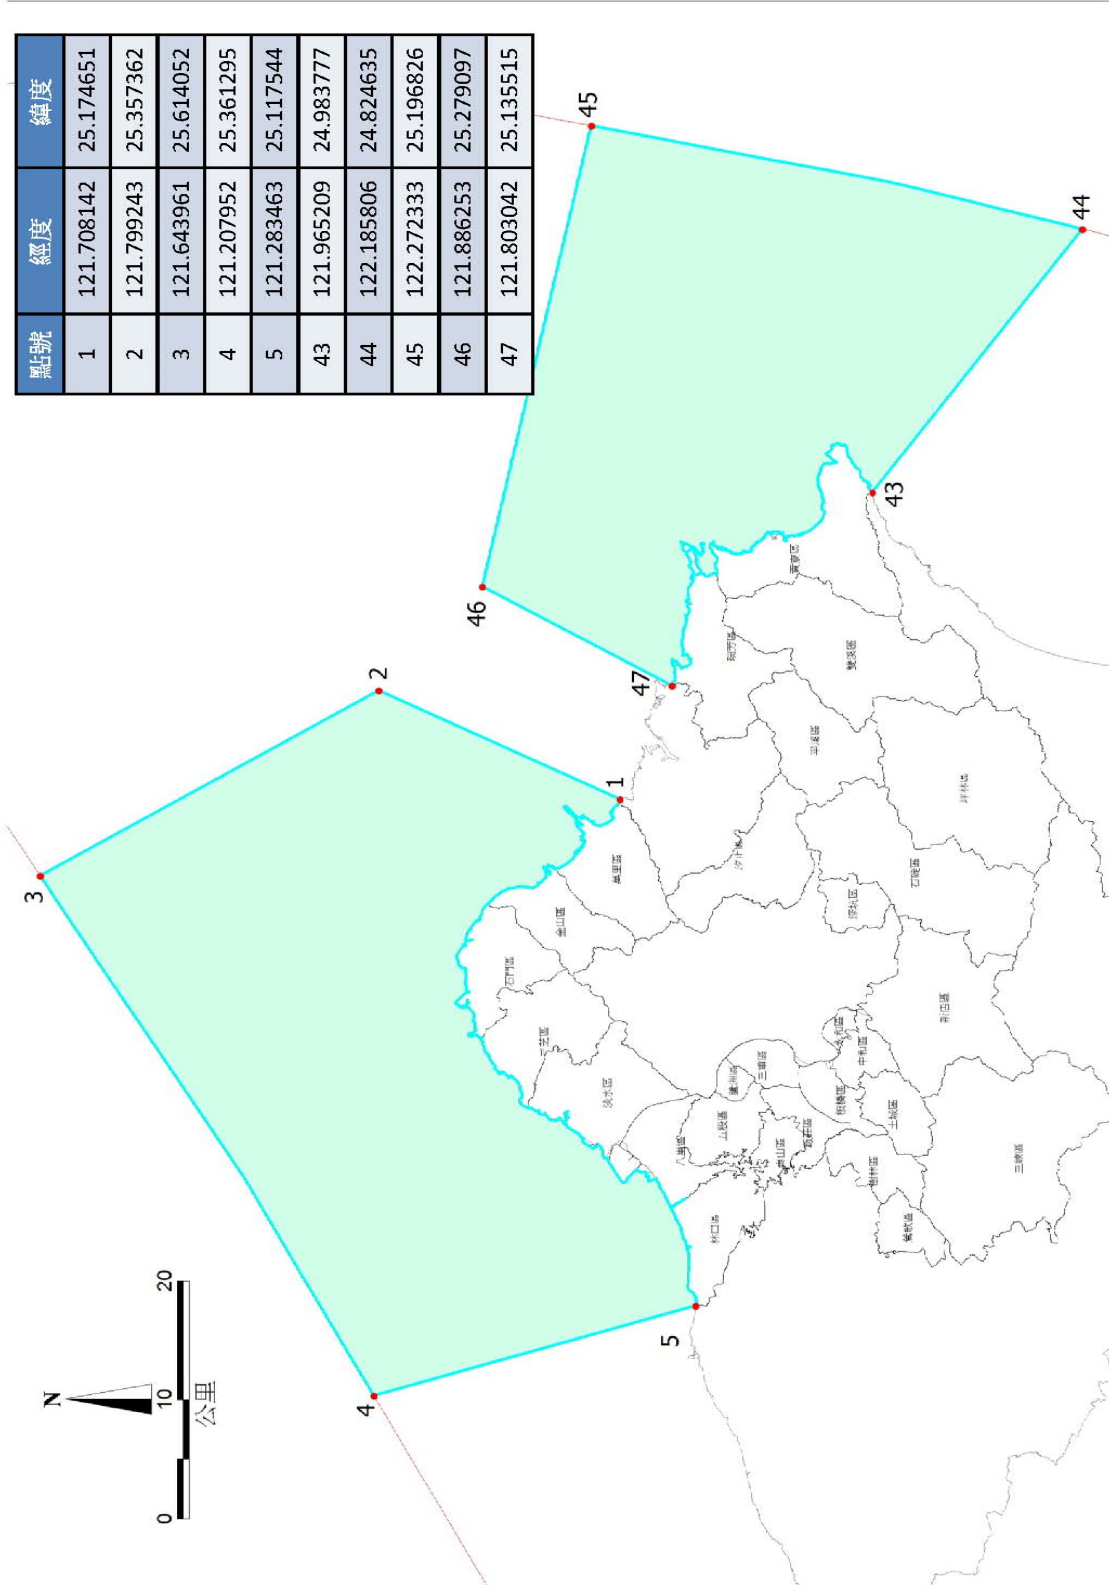 點號 經度 緯度
1 121.708142 25.174651
2 121.799243 25.357362
3 121.643961 25.614052
4 121.207952 25.361295
5 121.283463 25.117544
43 121.965209 24.983777
44 122.185806 24.824635
45 122.272333 25.196826
46 121.886253 25.279097
47 121.803042 25.135515
N
0 10 20
公里
3
4
2
46
45
1
47
5
43
44
石門區
金山區
萬里區
三芝區
淡水區
八里區
林口區
五股區
蘆洲區
三重區
泰山區
新莊區
板橋區
永和區
中和區
土城區
樹林區
鶯歌區
三峽區
新店區
深坑區
石碇區
汐止區
平溪區
瑞芳區
雙溪區
貢寮區
坪林區